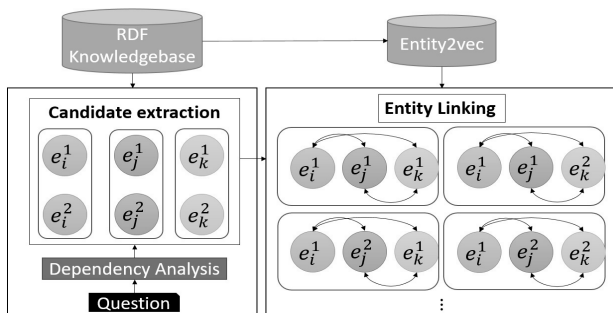 RDF
Knowledgebase
Entity2vec
Candidate extraction
e_i^1 e_j^1 e_k^1
e_i^2 e_j^2 e_k^2
Dependency Analysis
Question
Entity Linking
e_i^1 e_j^1 e_k^1
e_i^1 e_j^1 e_k^2
e_i^1 e_j^2 e_k^1
e_i^1 e_j^2 e_k^2
⋮